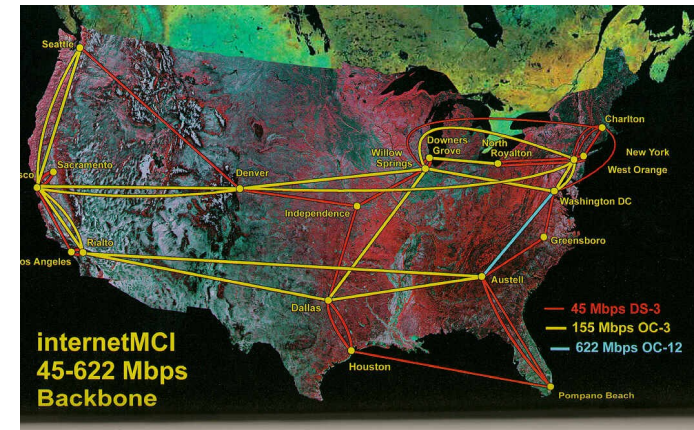 Seattle
Charlton
Downers
Grove
North
Royalton
New York
Willow
Springs
West Orange
Sacramento
sco
Denver
Washington DC
Independence
Greensboro
Rialto
os Angeles
Austell
Dallas
45 Mbps DS-3
155 Mbps OC-3
622 Mbps OC-12
internetMCI
45-622 Mbps
Backbone
Houston
Pompano Beach